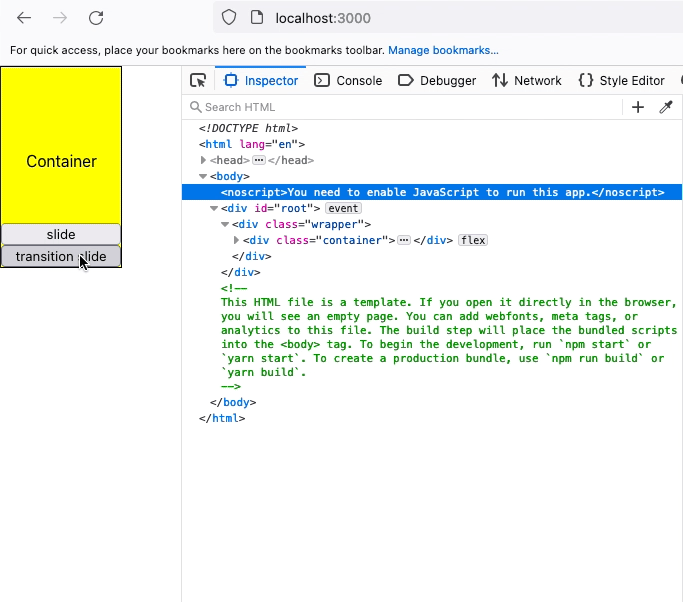 localhost:3000
For quick access, place your bookmarks here on the bookmarks toolbar. Manage bookmarks...
Inspector Console Debugger Network Style Editor
Search HTML
<!DOCTYPE html>
<html lang="en">
<head> ... </head>
<body>
<noscript>You need to enable JavaScript to run this app.</noscript>
<div id="root"> event
<div class="wrapper">
<div class="container"> ... </div> flex
</div>
</div>
<!--
This HTML file is a template. If you open it directly in the browser,
you will see an empty page. You can add webfonts, meta tags, or
analytics to this file. The build step will place the bundled scripts
into the <body> tag. To begin the development, run `npm start` or
`yarn start`. To create a production bundle, use `npm run build` or
`yarn build`.
-->
</body>
</html>
Container
slide
transition slide